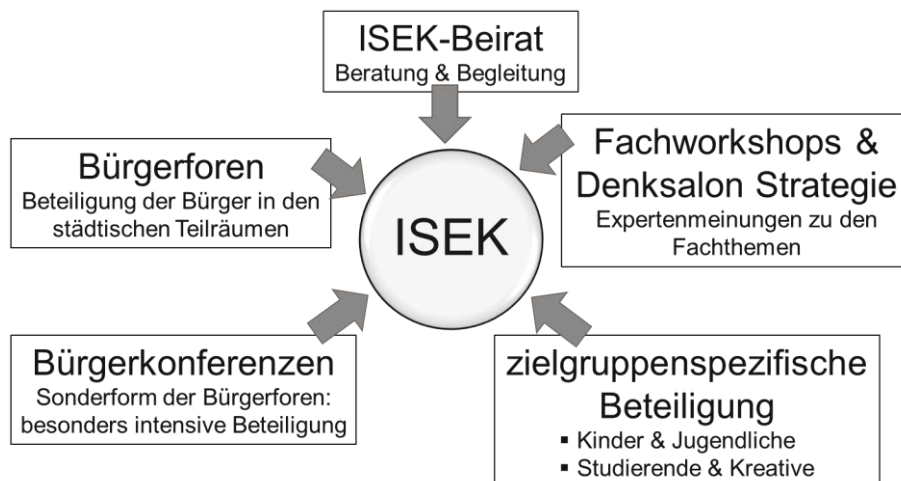 ISEK-Beirat
Beratung & Begleitung
Bürgerforen
Beteiligung der Bürger in den
städtischen Teilräumen
Fachworkshops &
Denksalon Strategie
Expertenmeinungen zu den
Fachthemen
ISEK
Bürgerkonferenzen
Sonderform der Bürgerforen:
besonders intensive Beteiligung
zielgruppenspezifische
Beteiligung
▪ Kinder & Jugendliche
▪ Studierende & Kreative